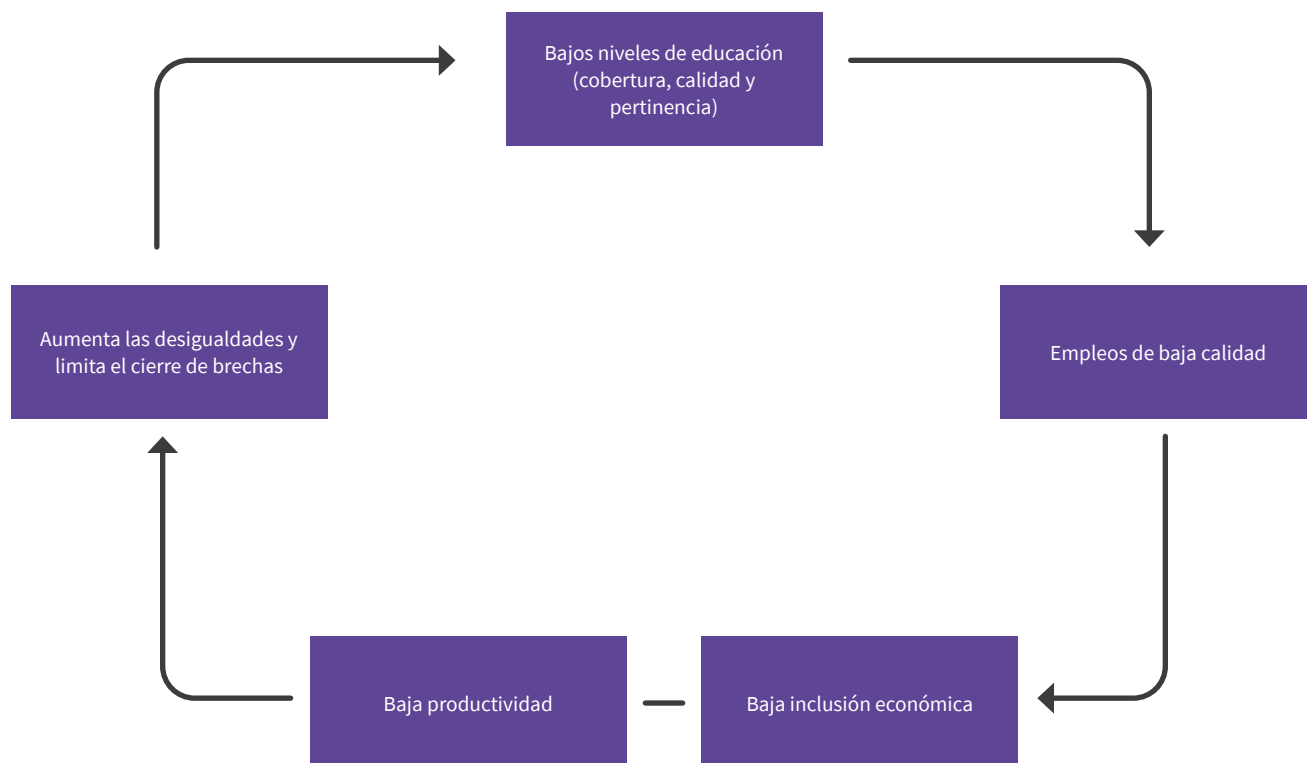 Bajos niveles de educación
(cobertura, calidad y
pertinencia)
Aumenta las desigualdades y
limita el cierre de brechas
Empleos de baja calidad
Baja productividad
Baja inclusión económica